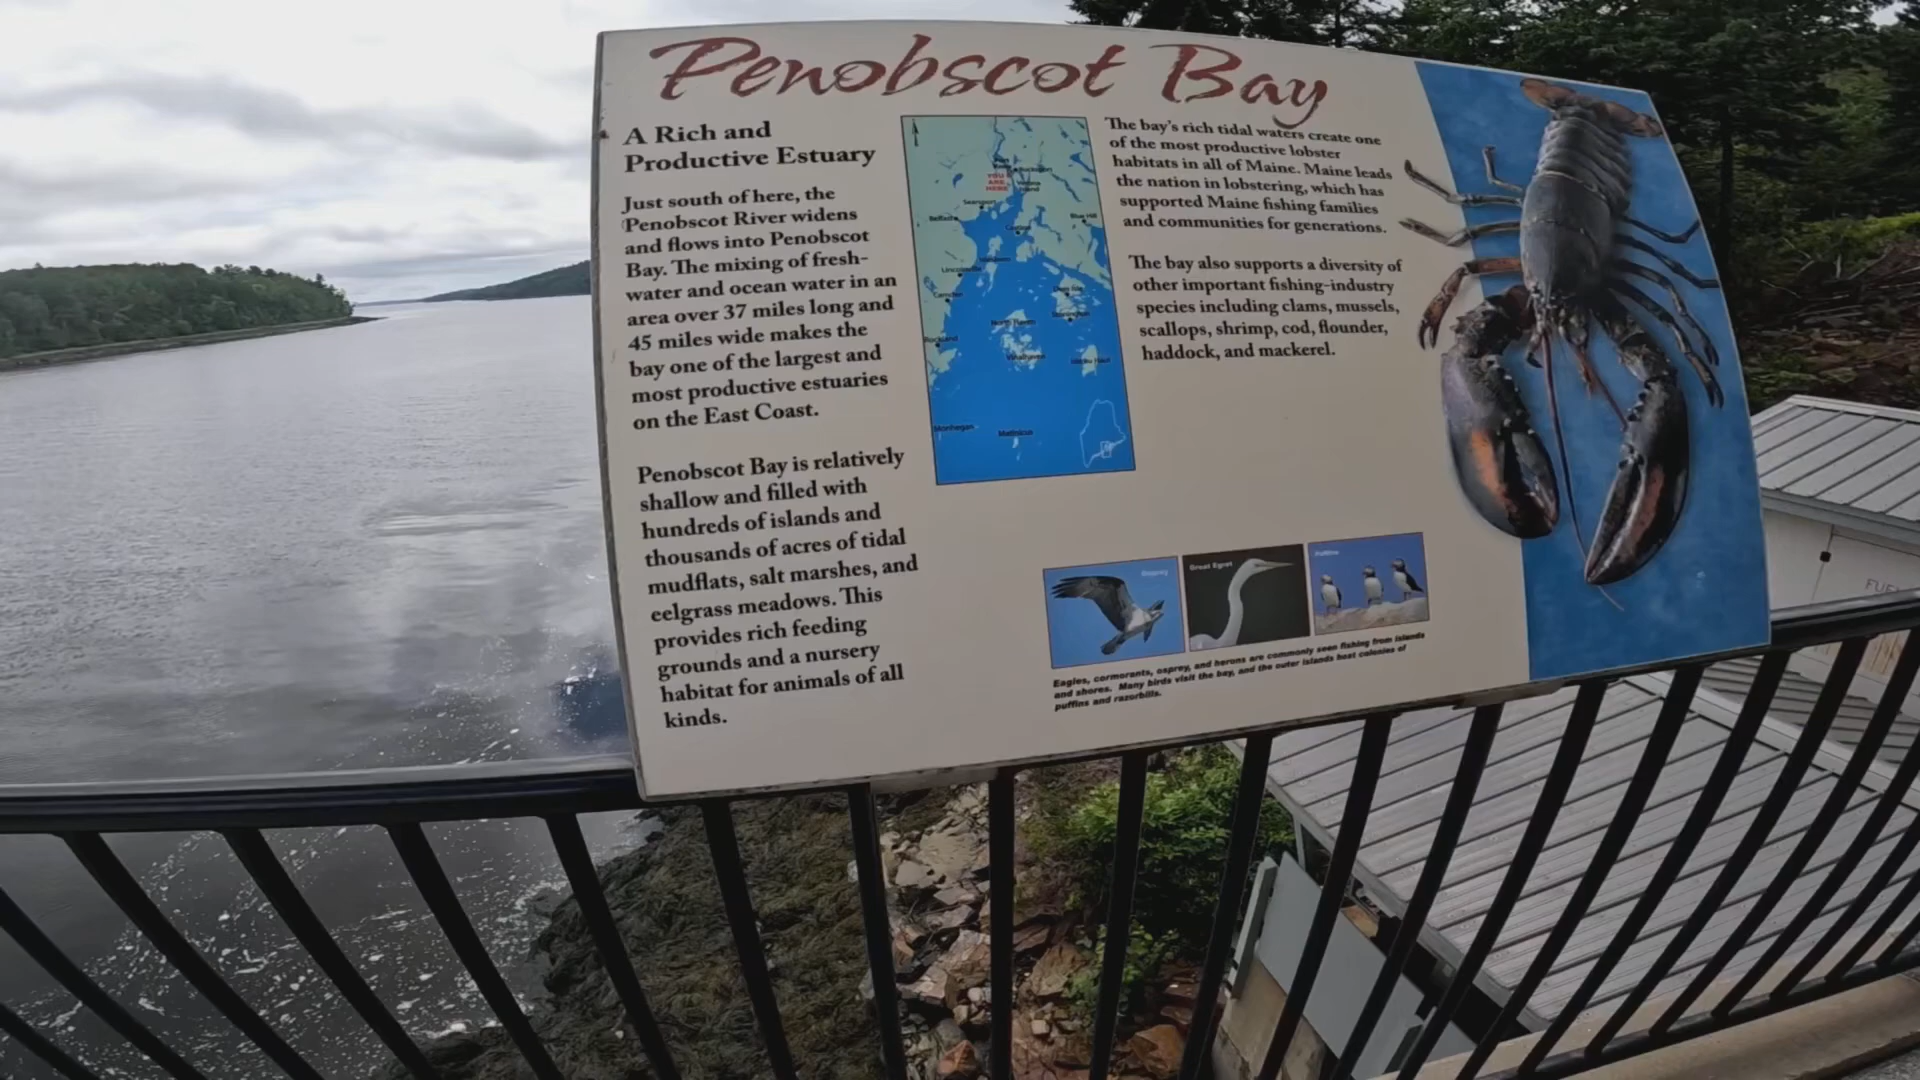 Penobscot Bay
A Rich and
Productive Estuary
Just south of here, the
Penobscot River widens
and flows into Penobscot
Bay. The mixing of fresh-
water and ocean water in an
area over 37 miles long and
45 miles wide makes the
bay one of the largest and
most productive estuaries
on the East Coast.
Penobscot Bay is relatively
shallow and filled with
hundreds of islands and
thousands of acres of tidal
mudflats, salt marshes, and
eelgrass meadows. This
provides rich feeding
grounds and a nursery
habitat for animals of all
kinds.
Bucksport
YOU
ARE
HERE
Searsport
Belfast
Blue Hill
Castine
Lincolnville
Camden
Deer Isle
Stonington
North Haven
Rockland
Vinalhaven
Monhegan
Matinicus
The bay's rich tidal waters create one
of the most productive lobster
habitats in all of Maine. Maine leads
the nation in lobstering, which has
supported Maine fishing families
and communities for generations.
The bay also supports a diversity of
other important fishing-industry
species including clams, mussels,
scallops, shrimp, cod, flounder,
haddock, and mackerel.
Osprey
Great Egret
Puffins
Eagles, cormorants, osprey, and herons are commonly seen fishing from islands
and shores. Many birds visit the bay, and the outer islands host colonies of
puffins and razorbills.